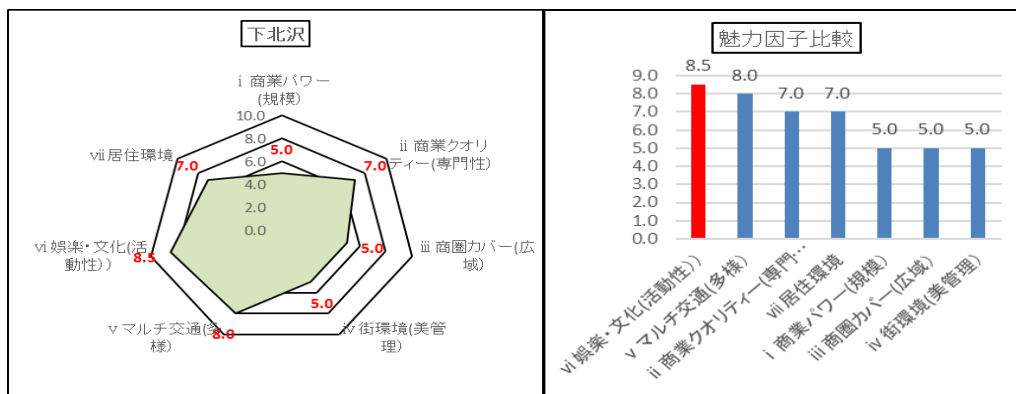 下北沢
ⅰ 商業パワー
(規模)
10.0
8.0
6.0
4.0
2.0
0.0
5.0
ⅱ 商業クオリ
ティー(専門性)
7.0
ⅲ 商圏カバー(広
域)
5.0
ⅳ 街環境(美管
理)
5.0
ⅴ マルチ交通(多
様)
8.0
ⅵ 娯楽・文化(活
動性))
8.5
ⅶ 居住環境
7.0
魅力因子比較
9.0
8.0
7.0
6.0
5.0
4.0
3.0
2.0
1.0
0.0
8.5
8.0
7.0
7.0
5.0
5.0
5.0
ⅵ 娯楽・文化(活動性))
ⅴ マルチ交通(多様)
ⅱ 商業クオリティー(専門…
ⅶ 居住環境
ⅰ 商業パワー(規模)
ⅲ 商圏カバー(広域)
ⅳ 街環境(美管理)